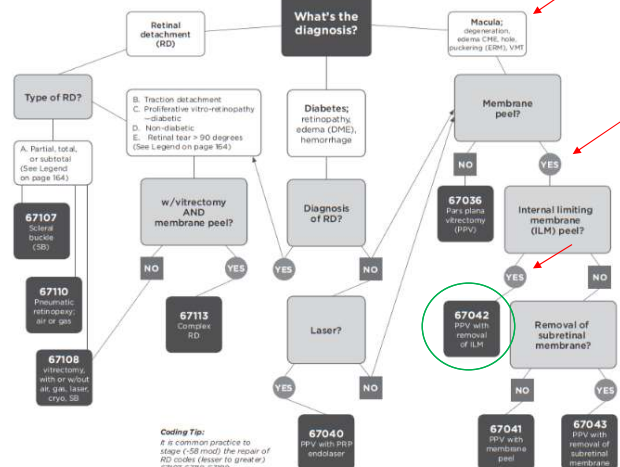 What's the
diagnosis?
Retinal
detachment
(RD)
Macula;
degeneration,
edema CME, hole,
puckering (ERM), VMT
Type of RD?
B. Traction detachment
C. Proliferative vitro-retinopathy
—diabetic
D. Non-diabetic
E. Retinal tear > 90 degrees
(See Legend on page 164)
Diabetes;
retinopathy,
edema (DME),
hemorrhage
Membrane
peel?
A. Partial, total,
or subtotal
(See Legend
on page 164)
NO
YES
67107
Scleral
buckle
(SB)
w/vitrectomy
AND
membrane peel?
Diagnosis
of RD?
67036
Pars plana
vitrectomy
(PPV)
Internal limiting
membrane
(ILM) peel?
NO
YES
YES
NO
YES
NO
67110
Pneumatic
retinopexy;
air or gas
67113
Complex
RD
Laser?
67042
PPV with
removal
of ILM
Removal of
subretinal
membrane?
67108
vitrectomy,
with or w/out
air, gas, laser,
cryo, SB
YES
NO
NO
YES
67040
PPV with PRP
endolaser
67041
PPV with
membrane
peel
67043
PPV with
removal of
subretinal
membrane
Coding Tip:
It is common practice to
stage (-58 mod) the repair of
RD codes (lesser to greater)